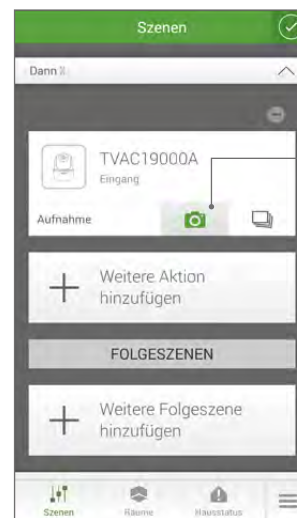 Szenen
Dann
TVAC19000A
Eingang
Aufnahme
Weitere Aktion
hinzufügen
FOLGESZENEN
Weitere Folgeszene
hinzufügen
Szenen
Räume
Hausstatus